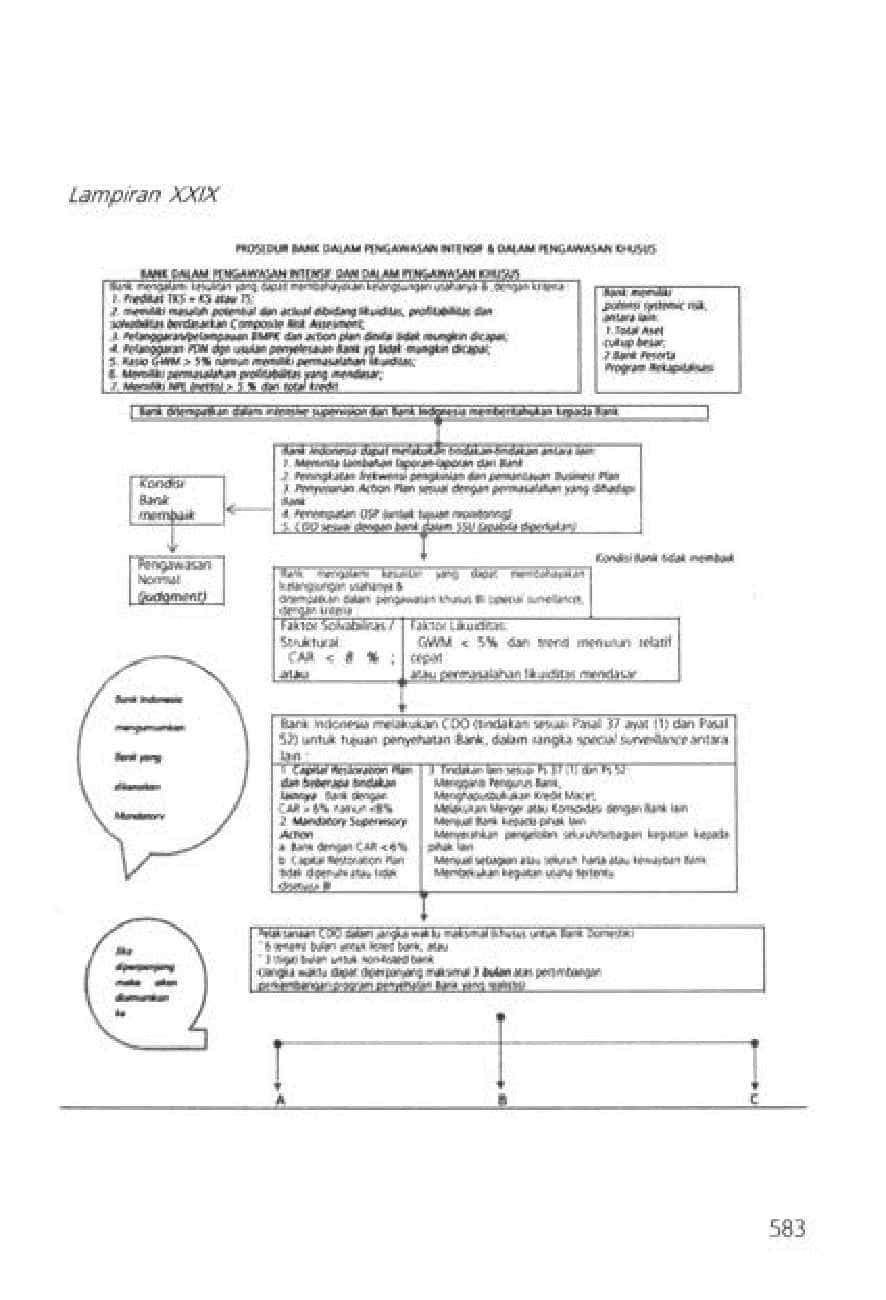 Lampiran XXIX
PROSEDUR BANK DALAM PENGAWASAN INTENSIF & DALAM PENGAWASAN KHUSUS
BANK DALAM PENGAWASAN INTENSIF DAN DALAM PENGAWASAN KHUSUS
Bank mengalami kesulitan yang dapat membahayakan kelangsungan usahanya & dengan kriteria :
1. Predikat TKS = KS atau TS;
2. memiliki masalah potential dan actual dibidang likuiditas, profitabilitas dan
solvabilitas berdasarkan Composite Risk Assesment;
3. Pelanggaran/pelampauan BMPK dan action plan dinilai tidak mungkin dicapai;
4. Pelanggaran PDN dgn usulan penyelesaian Bank yg tidak mungkin dicapai;
5. Rasio GWM > 5% namun memiliki permasalahan likuiditas;
6. Memiliki permasalahan profitabilitas yang mendasar;
7. Memiliki NPL (netto) > 5 % dari total kredit
Bank memiliki
potensi systemic risk,
antara lain:
1.Total Aset
cukup besar;
2.Bank Peserta
Program Rekapitalisasi
Bank ditempatkan dalam intensive supervision dan Bank Indonesia memberitahukan kepada Bank
Bank Indonesia dapat melakukan tindakan-tindakan antara lain:
1. Meminta tambahan laporan-laporan dari Bank
2. Peningkatan frekwensi pengkinian dan pemantauan Business Plan
3. Penyusunan Action Plan sesuai dengan permasalahan yang dihadapi
Bank
4. Penempatan OSP (untuk tujuan monitoring)
5. CDO sesuai dengan bank dalam SSU (apabila diperlukan)
Kondisi
Bank
membaik
Pengawasan
Normal
(judgment)
Kondisi Bank tidak membaik
Bank mengalami kesulitan yang dapat membahayakan
kelangsungan usahanya &
ditempatkan dalam pengawasan khusus BI (special surveillance),
dengan kriteria
Faktor Solvabilitas /
Struktural
CAR < 8 % ;
atau
Faktor Likuiditas:
GWM < 5% dan trend menurun relatif
cepat
atau permasalahan likuiditas mendasar
Bank Indonesia
mengumumkan
Bank yang
dikenakan
Mandatory
Bank Indonesia melakukan CDO (tindakan sesuai Pasal 37 ayat (1) dan Pasal
52) untuk tujuan penyehatan Bank, dalam rangka special surveillance antara
lain :
1. Capital Restoration Plan
dan beberapa tindakan
lainnya Bank dengan
CAR > 6% namun <8%
2. Mandatory Supervisory
Action
a. Bank dengan CAR <6%
b. Capital Restoration Plan
tidak dipenuhi atau tidak
disetujui BI
3. Tindakan lain sesuai Ps 37 (1) dan Ps 52:
Mengganti Pengurus Bank;
Menghapusbukukan Kredit Macet;
Melakukan Merger atau Konsolidasi dengan Bank lain
Menjual Bank kepada pihak lain
Menyerahkan pengelolan seluruh/sebagian kegiatan kepada
pihak lain
Menjual sebagian atau seluruh harta atau kewajiban Bank
Membekukan kegiatan usaha tertentu
Pelaksanaan CDO dalam jangka waktu maksimal (khusus untuk Bank Domestik)
6 (enam) bulan untuk listed bank, atau
3 (tiga) bulan untuk non-listed bank
(Jangka waktu dapat diperpanjang maksimal 3 bulan atas pertimbangan
perkembangan program penyehatan Bank yang realistis)
Jika
diperpanjang
maka akan
diumumkan
ke
A B C
583